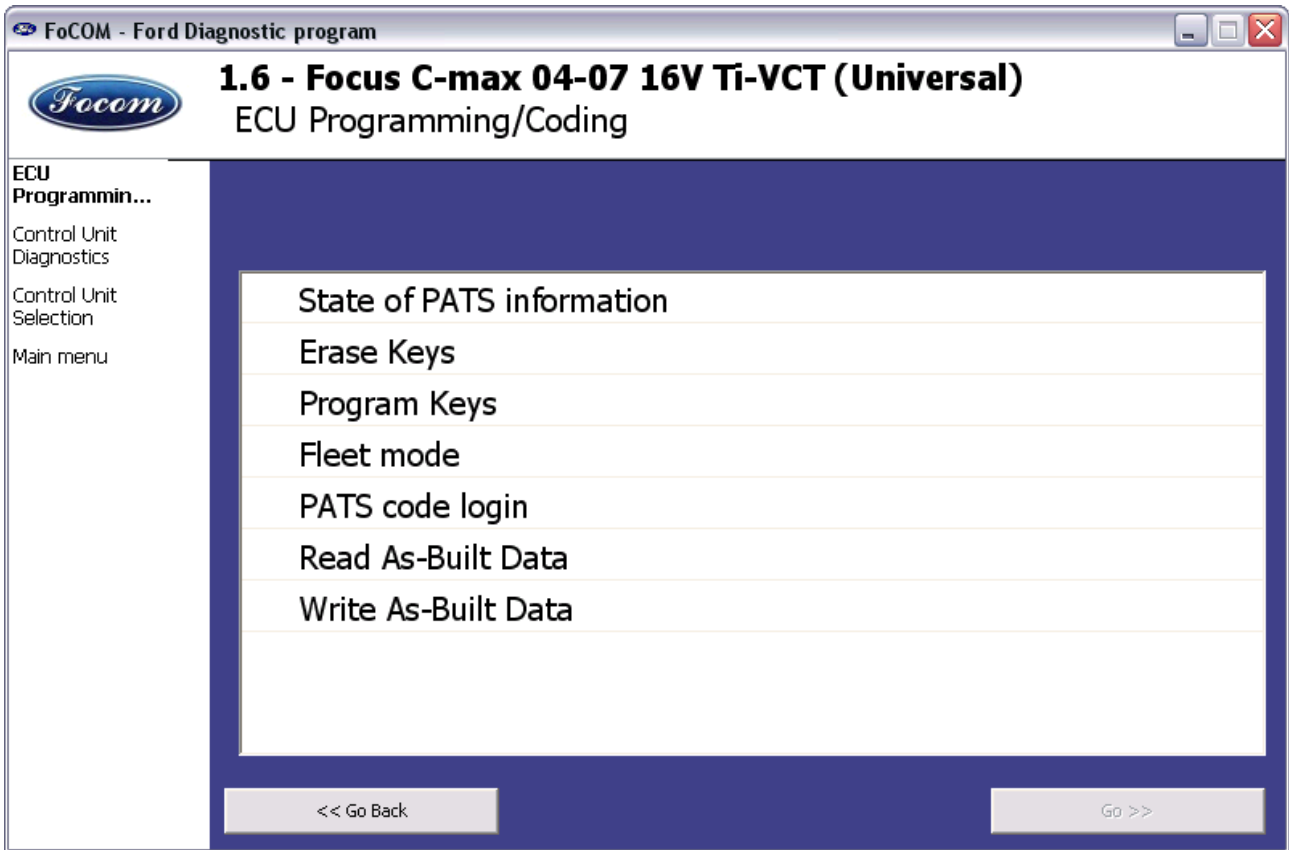 FoCOM - Ford Diagnostic program
Focom
1.6 - Focus C-max 04-07 16V Ti-VCT (Universal)
ECU Programming/Coding
ECU
Programmin...
Control Unit
Diagnostics
Control Unit
Selection
Main menu
State of PATS information
Erase Keys
Program Keys
Fleet mode
PATS code login
Read As-Built Data
Write As-Built Data
<< Go Back
Go >>